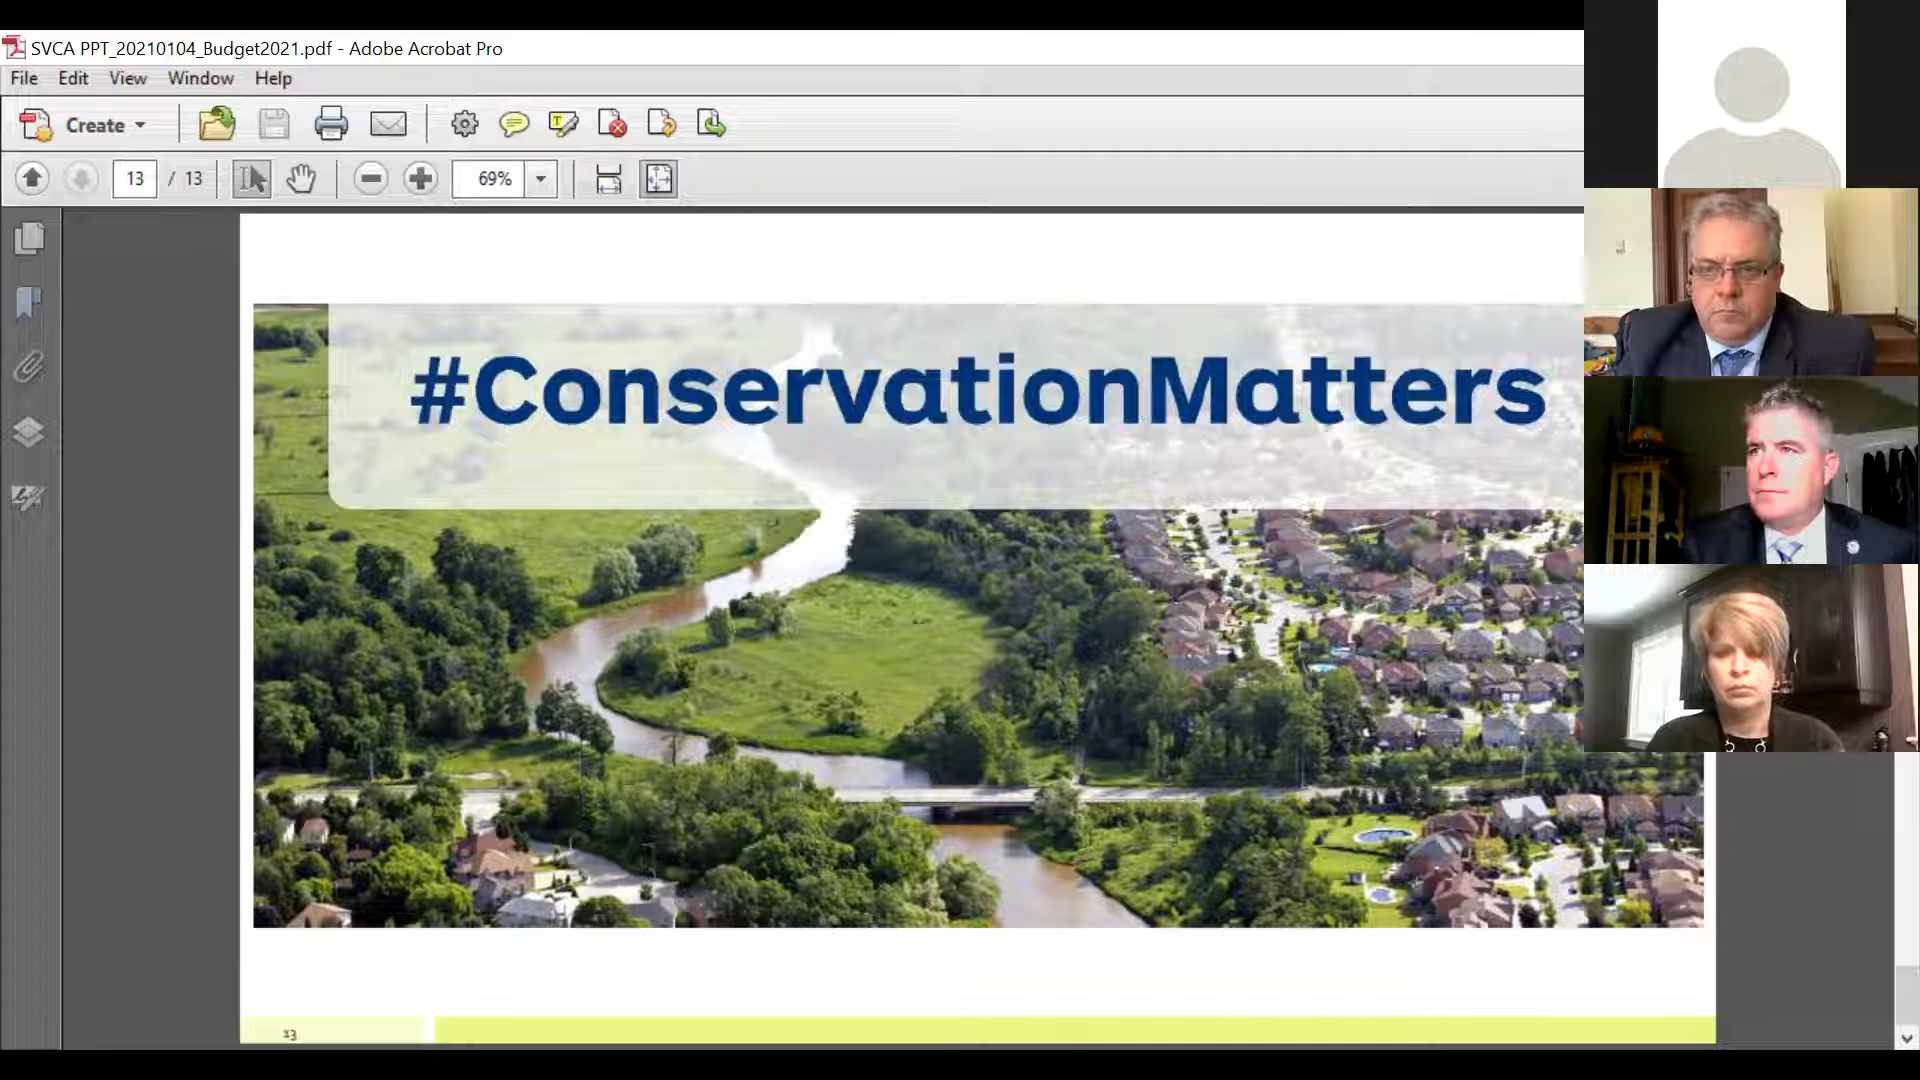 SVCA PPT_20210104_Budget2021.pdf - Adobe Acrobat Pro
File Edit View Window Help
Create
13 / 13 69%
#ConservationMatters
13